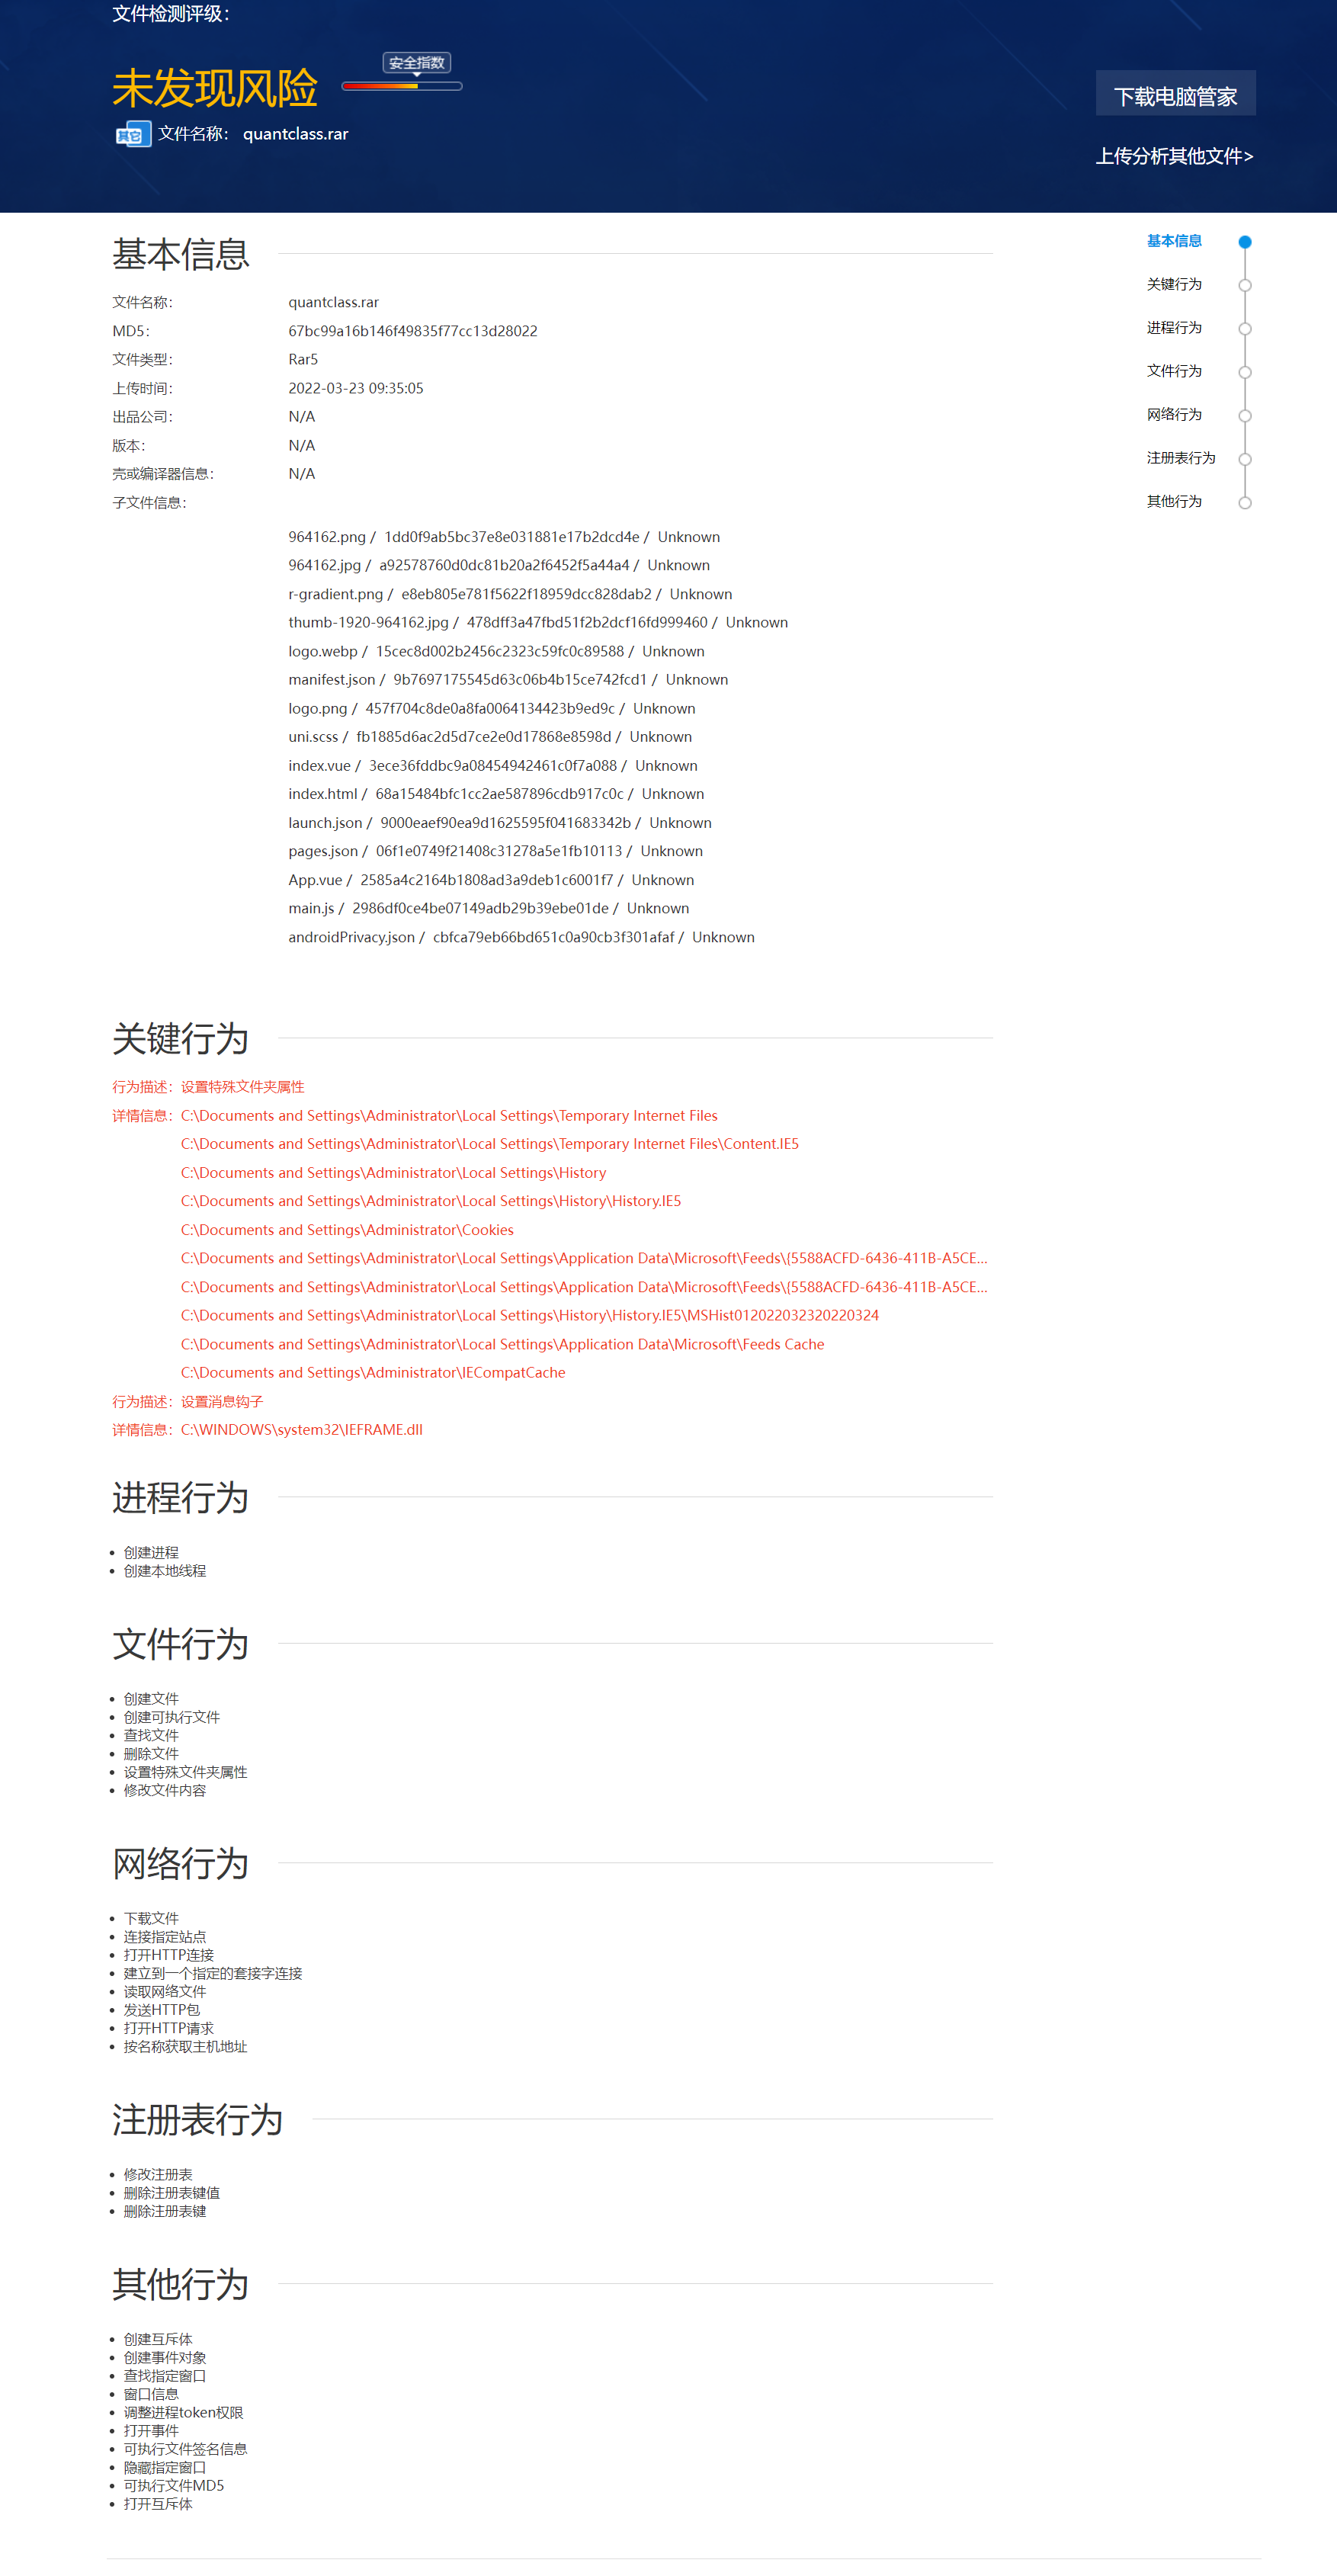 文件检测评级：
安全指数
未发现风险
下载电脑管家
其它 文件名称： quantclass.rar
上传分析其他文件>
基本信息
文件名称： quantclass.rar
MD5： 67bc99a16b146f49835f77cc13d28022
文件类型： Rar5
上传时间： 2022-03-23 09:35:05
出品公司： N/A
版本： N/A
壳或编译器信息： N/A
子文件信息：
964162.png / 1dd0f9ab5bc37e8e031881e17b2dcd4e / Unknown
964162.jpg / a92578760d0dc81b20a2f6452f5a44a4 / Unknown
r-gradient.png / e8eb805e781f5622f18959dcc828dab2 / Unknown
thumb-1920-964162.jpg / 478dff3a47fbd51f2b2dcf16fd999460 / Unknown
logo.webp / 15cec8d002b2456c2323c59fc0c89588 / Unknown
manifest.json / 9b7697175545d63c06b4b15ce742fcd1 / Unknown
logo.png / 457f704c8de0a8fa0064134423b9ed9c / Unknown
uni.scss / fb1885d6ac2d5d7ce2e0d17868e8598d / Unknown
index.vue / 3ece36fddbc9a08454942461c0f7a088 / Unknown
index.html / 68a15484bfc1cc2ae587896cdb917c0c / Unknown
launch.json / 9000eaef90ea9d1625595f041683342b / Unknown
pages.json / 06f1e0749f21408c31278a5e1fb10113 / Unknown
App.vue / 2585a4c2164b1808ad3a9deb1c6001f7 / Unknown
main.js / 2986df0ce4be07149adb29b39ebe01de / Unknown
androidPrivacy.json / cbfca79eb66bd651c0a90cb3f301afaf / Unknown
基本信息
关键行为
进程行为
文件行为
网络行为
注册表行为
其他行为
关键行为
行为描述：设置特殊文件夹属性
详情信息：C:\Documents and Settings\Administrator\Local Settings\Temporary Internet Files
C:\Documents and Settings\Administrator\Local Settings\Temporary Internet Files\Content.IE5
C:\Documents and Settings\Administrator\Local Settings\History
C:\Documents and Settings\Administrator\Local Settings\History\History.IE5
C:\Documents and Settings\Administrator\Cookies
C:\Documents and Settings\Administrator\Local Settings\Application Data\Microsoft\Feeds\{5588ACFD-6436-411B-A5CE...
C:\Documents and Settings\Administrator\Local Settings\Application Data\Microsoft\Feeds\{5588ACFD-6436-411B-A5CE...
C:\Documents and Settings\Administrator\Local Settings\History\History.IE5\MSHist012022032320220324
C:\Documents and Settings\Administrator\Local Settings\Application Data\Microsoft\Feeds Cache
C:\Documents and Settings\Administrator\IECompatCache
行为描述：设置消息钩子
详情信息：C:\WINDOWS\system32\IEFRAME.dll
进程行为
• 创建进程
• 创建本地线程
文件行为
• 创建文件
• 创建可执行文件
• 查找文件
• 删除文件
• 设置特殊文件夹属性
• 修改文件内容
网络行为
• 下载文件
• 连接指定站点
• 打开HTTP连接
• 建立到一个指定的套接字连接
• 读取网络文件
• 发送HTTP包
• 打开HTTP请求
• 按名称获取主机地址
注册表行为
• 修改注册表
• 删除注册表键值
• 删除注册表键
其他行为
• 创建互斥体
• 创建事件对象
• 查找指定窗口
• 窗口信息
• 调整进程token权限
• 打开事件
• 可执行文件签名信息
• 隐藏指定窗口
• 可执行文件MD5
• 打开互斥体